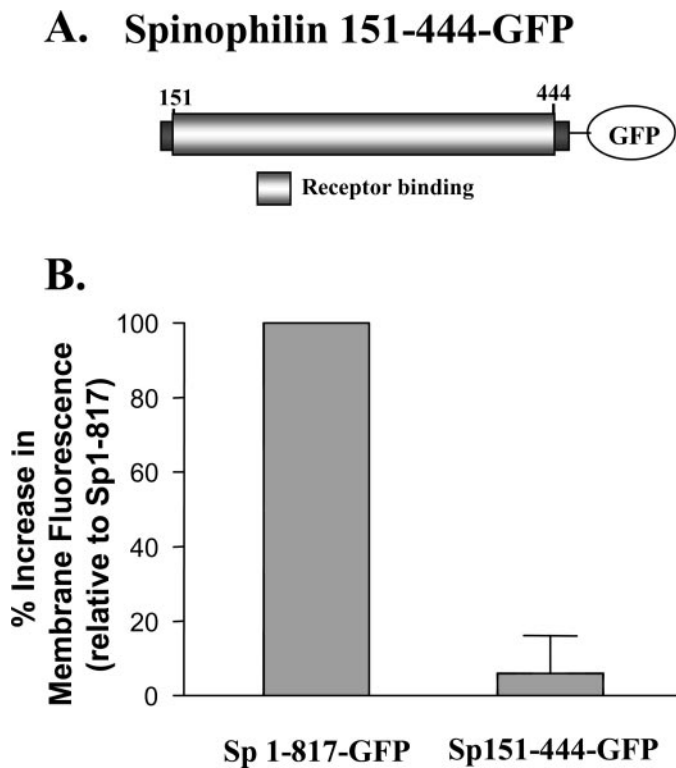 A. Spinophilin 151-444-GFP
151
444
GFP
Receptor binding
B.
% Increase in
Membrane Fluorescence
(relative to Sp1-817)
100
80
60
40
20
0
Sp 1-817-GFP
Sp151-444-GFP